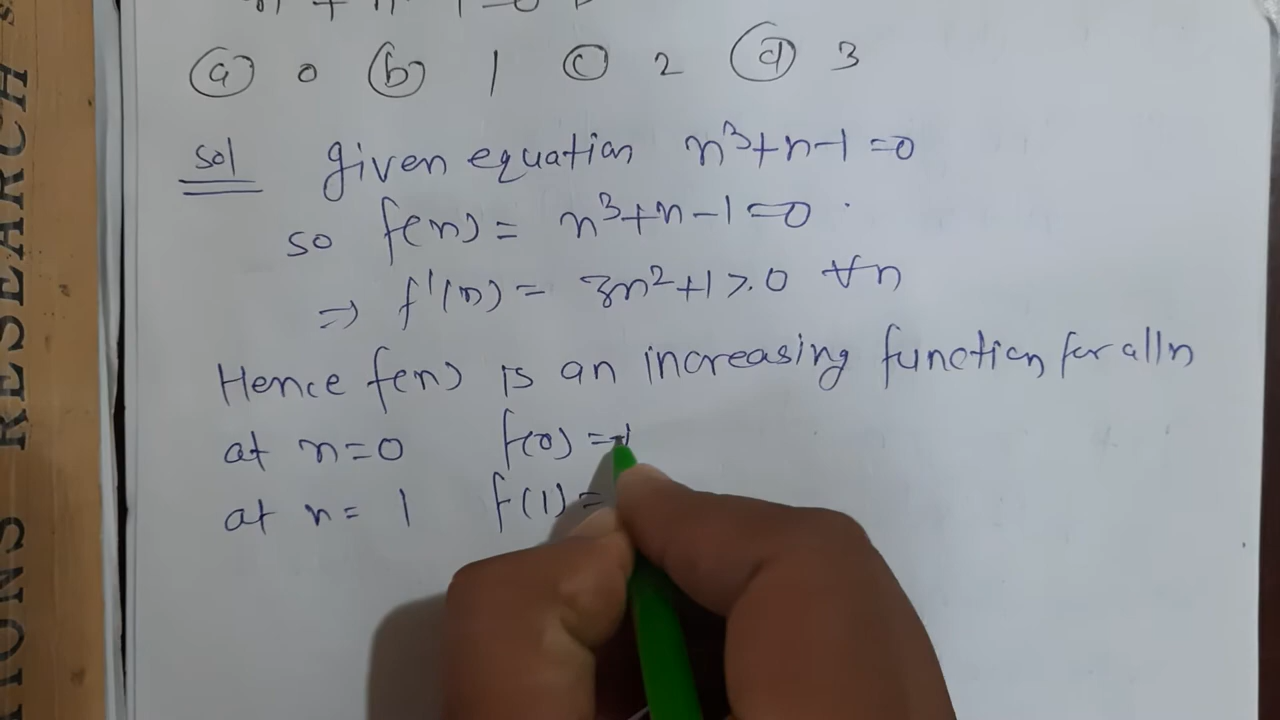 (a) 0 (b) 1 (c) 2 (d) 3
Sol given equation x³+x-1=0
so f(x) = x³+x-1=0
⇒ f'(x) = 3x²+1>0 ∀x
Hence f(x) is an increasing function for all x
at x=0 f(0) = -1
at x= 1 f(1) =
RESEARCH